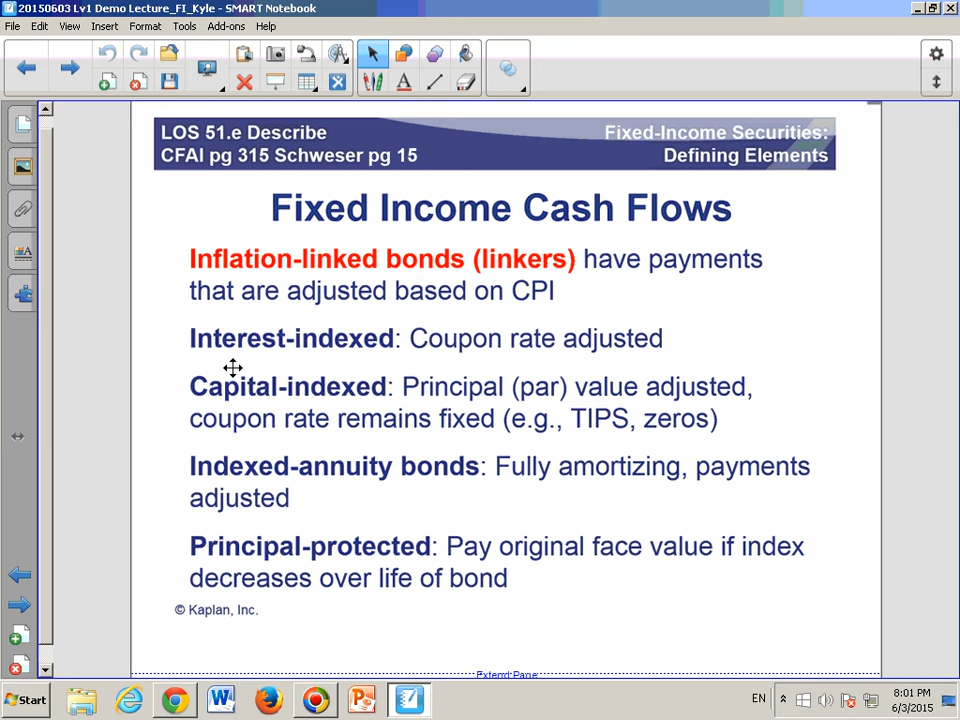 20150603 Lv1 Demo Lecture_FI_Kyle - SMART Notebook
File Edit View Insert Format Tools Add-ons Help
LOS 51.e Describe
CFAI pg 315 Schweser pg 15
Fixed-Income Securities:
Defining Elements
Fixed Income Cash Flows
Inflation-linked bonds (linkers) have payments
that are adjusted based on CPI
Interest-indexed: Coupon rate adjusted
Capital-indexed: Principal (par) value adjusted,
coupon rate remains fixed (e.g., TIPS, zeros)
Indexed-annuity bonds: Fully amortizing, payments
adjusted
Principal-protected: Pay original face value if index
decreases over life of bond
© Kaplan, Inc.
Extend Page
Start
EN
8:01 PM
6/3/2015